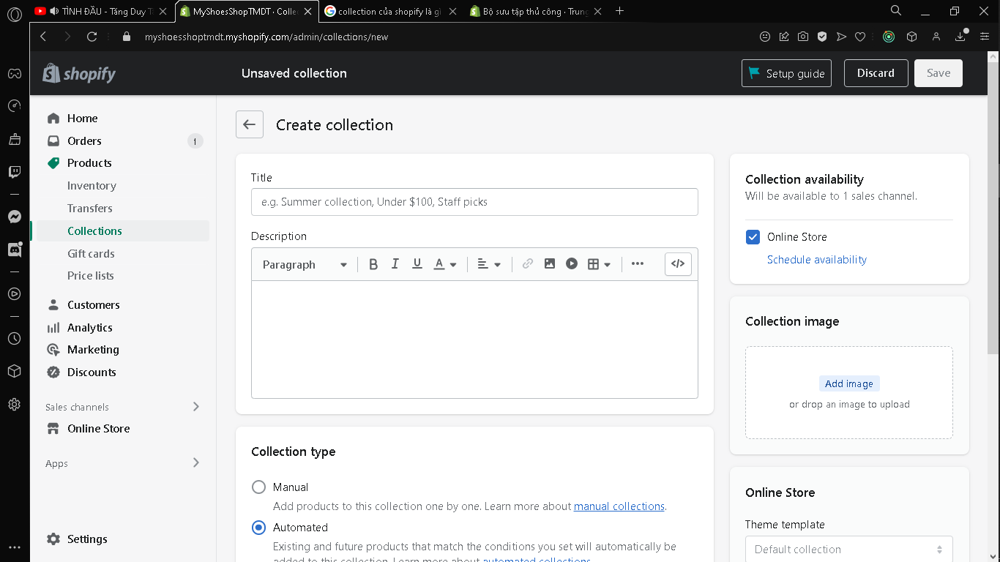 TÌNH ĐẦU - Tăng Duy T
MyShoesShopTMDT · Colle
collection của shopify là gì
Bộ sưu tập thủ công · Trung
myshoesshoptmdt.myshopify.com/admin/collections/new
shopify
Unsaved collection
Setup guide
Discard
Save
Home
Orders
1
Products
Inventory
Transfers
Collections
Gift cards
Price lists
Customers
Analytics
Marketing
Discounts
Sales channels
Online Store
Apps
Settings
Create collection
Title
e.g. Summer collection, Under $100, Staff picks
Description
Paragraph
B I U A
</>
Collection type
Manual
Add products to this collection one by one. Learn more about manual collections.
Automated
Existing and future products that match the conditions you set will automatically be
added to this collection. Learn more about automated collections.
Collection availability
Will be available to 1 sales channel.
Online Store
Schedule availability
Collection image
Add image
or drop an image to upload
Online Store
Theme template
Default collection